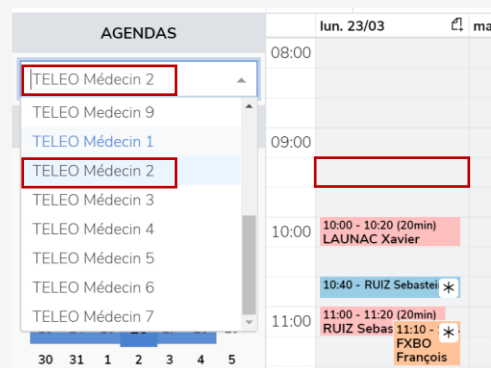 AGENDAS
TELEO Médecin 2
TELEO Medecin 9
TELEO Médecin 1
TELEO Médecin 2
TELEO Médecin 3
TELEO Médecin 4
TELEO Médecin 5
TELEO Médecin 6
TELEO Médecin 7
30 31 1 2 3 4 5
lun. 23/03
08:00
09:00
10:00
10:00 - 10:20 (20min)
LAUNAC Xavier
10:40 - RUIZ Sebastei
11:00
11:00 - 11:20 (20min)
RUIZ Sebas
11:10 -
FXBO
François